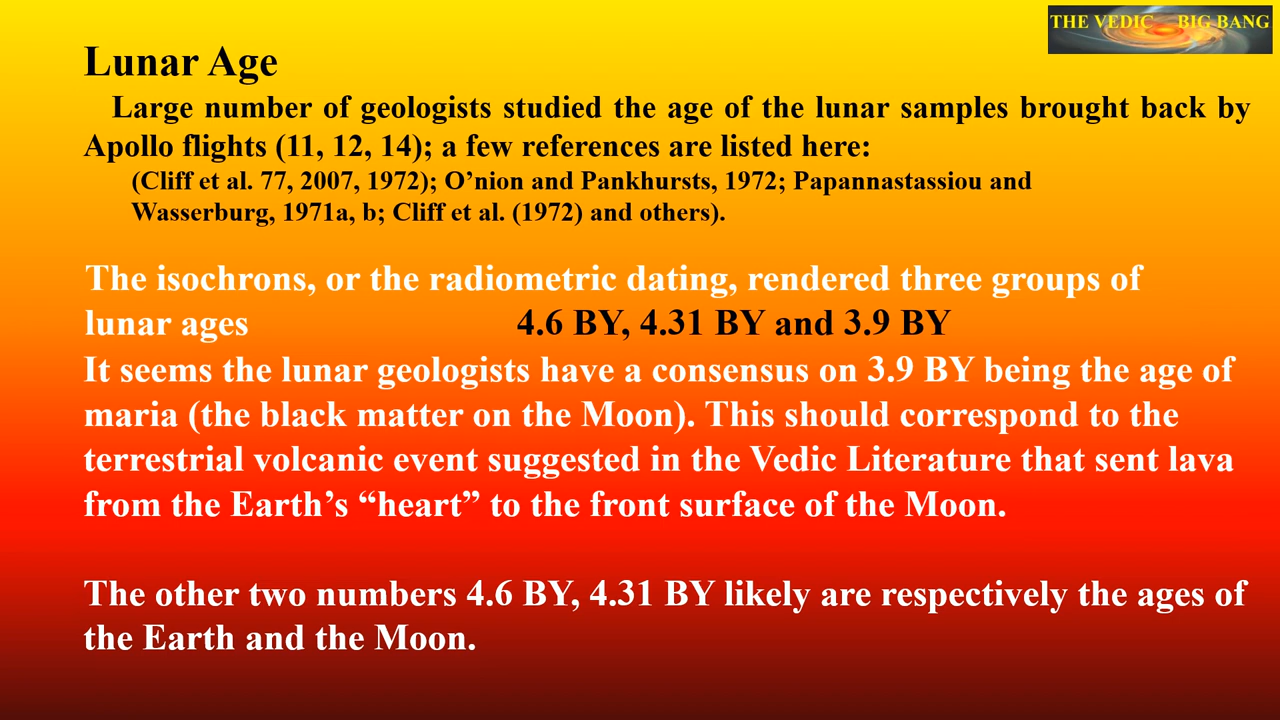 THE VEDIC BIG BANG
Lunar Age
Large number of geologists studied the age of the lunar samples brought back by
Apollo flights (11, 12, 14); a few references are listed here:
(Cliff et al. 77, 2007, 1972); O’nion and Pankhursts, 1972; Papannastassiou and
Wasserburg, 1971a, b; Cliff et al. (1972) and others).
The isochrons, or the radiometric dating, rendered three groups of
lunar ages 4.6 BY, 4.31 BY and 3.9 BY
It seems the lunar geologists have a consensus on 3.9 BY being the age of
maria (the black matter on the Moon). This should correspond to the
terrestrial volcanic event suggested in the Vedic Literature that sent lava
from the Earth’s “heart” to the front surface of the Moon.
The other two numbers 4.6 BY, 4.31 BY likely are respectively the ages of
the Earth and the Moon.